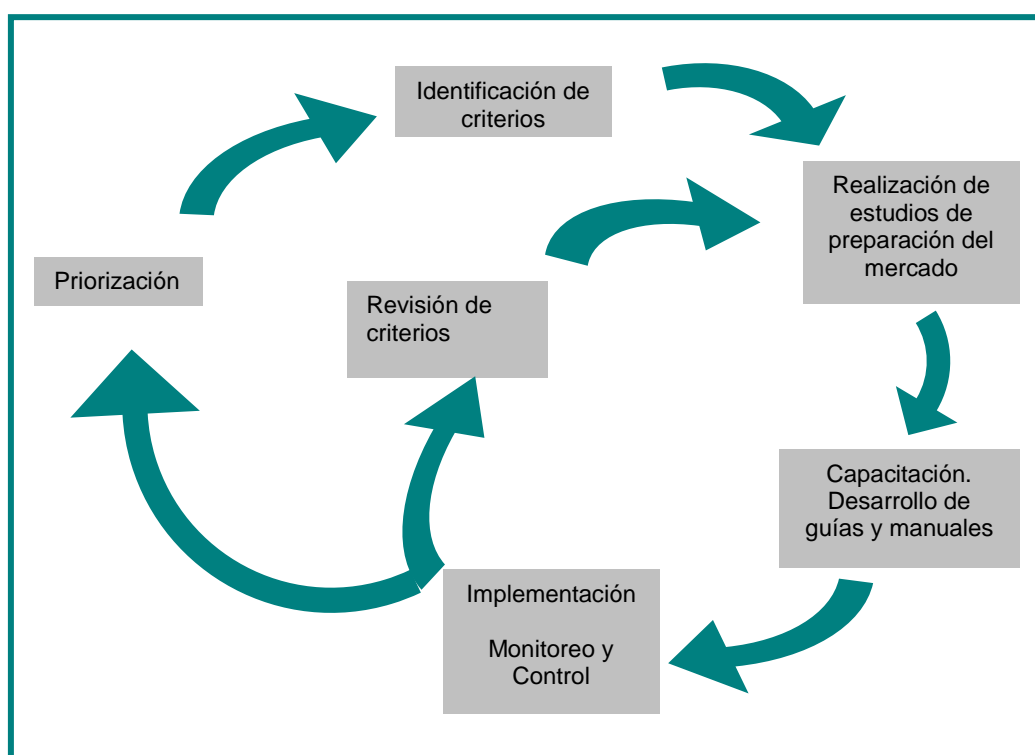 Identificación de
criterios
Realización de
estudios de
preparación del
mercado
Priorización
Revisión de
criterios
Capacitación.
Desarrollo de
guías y manuales
Implementación
Monitoreo y
Control